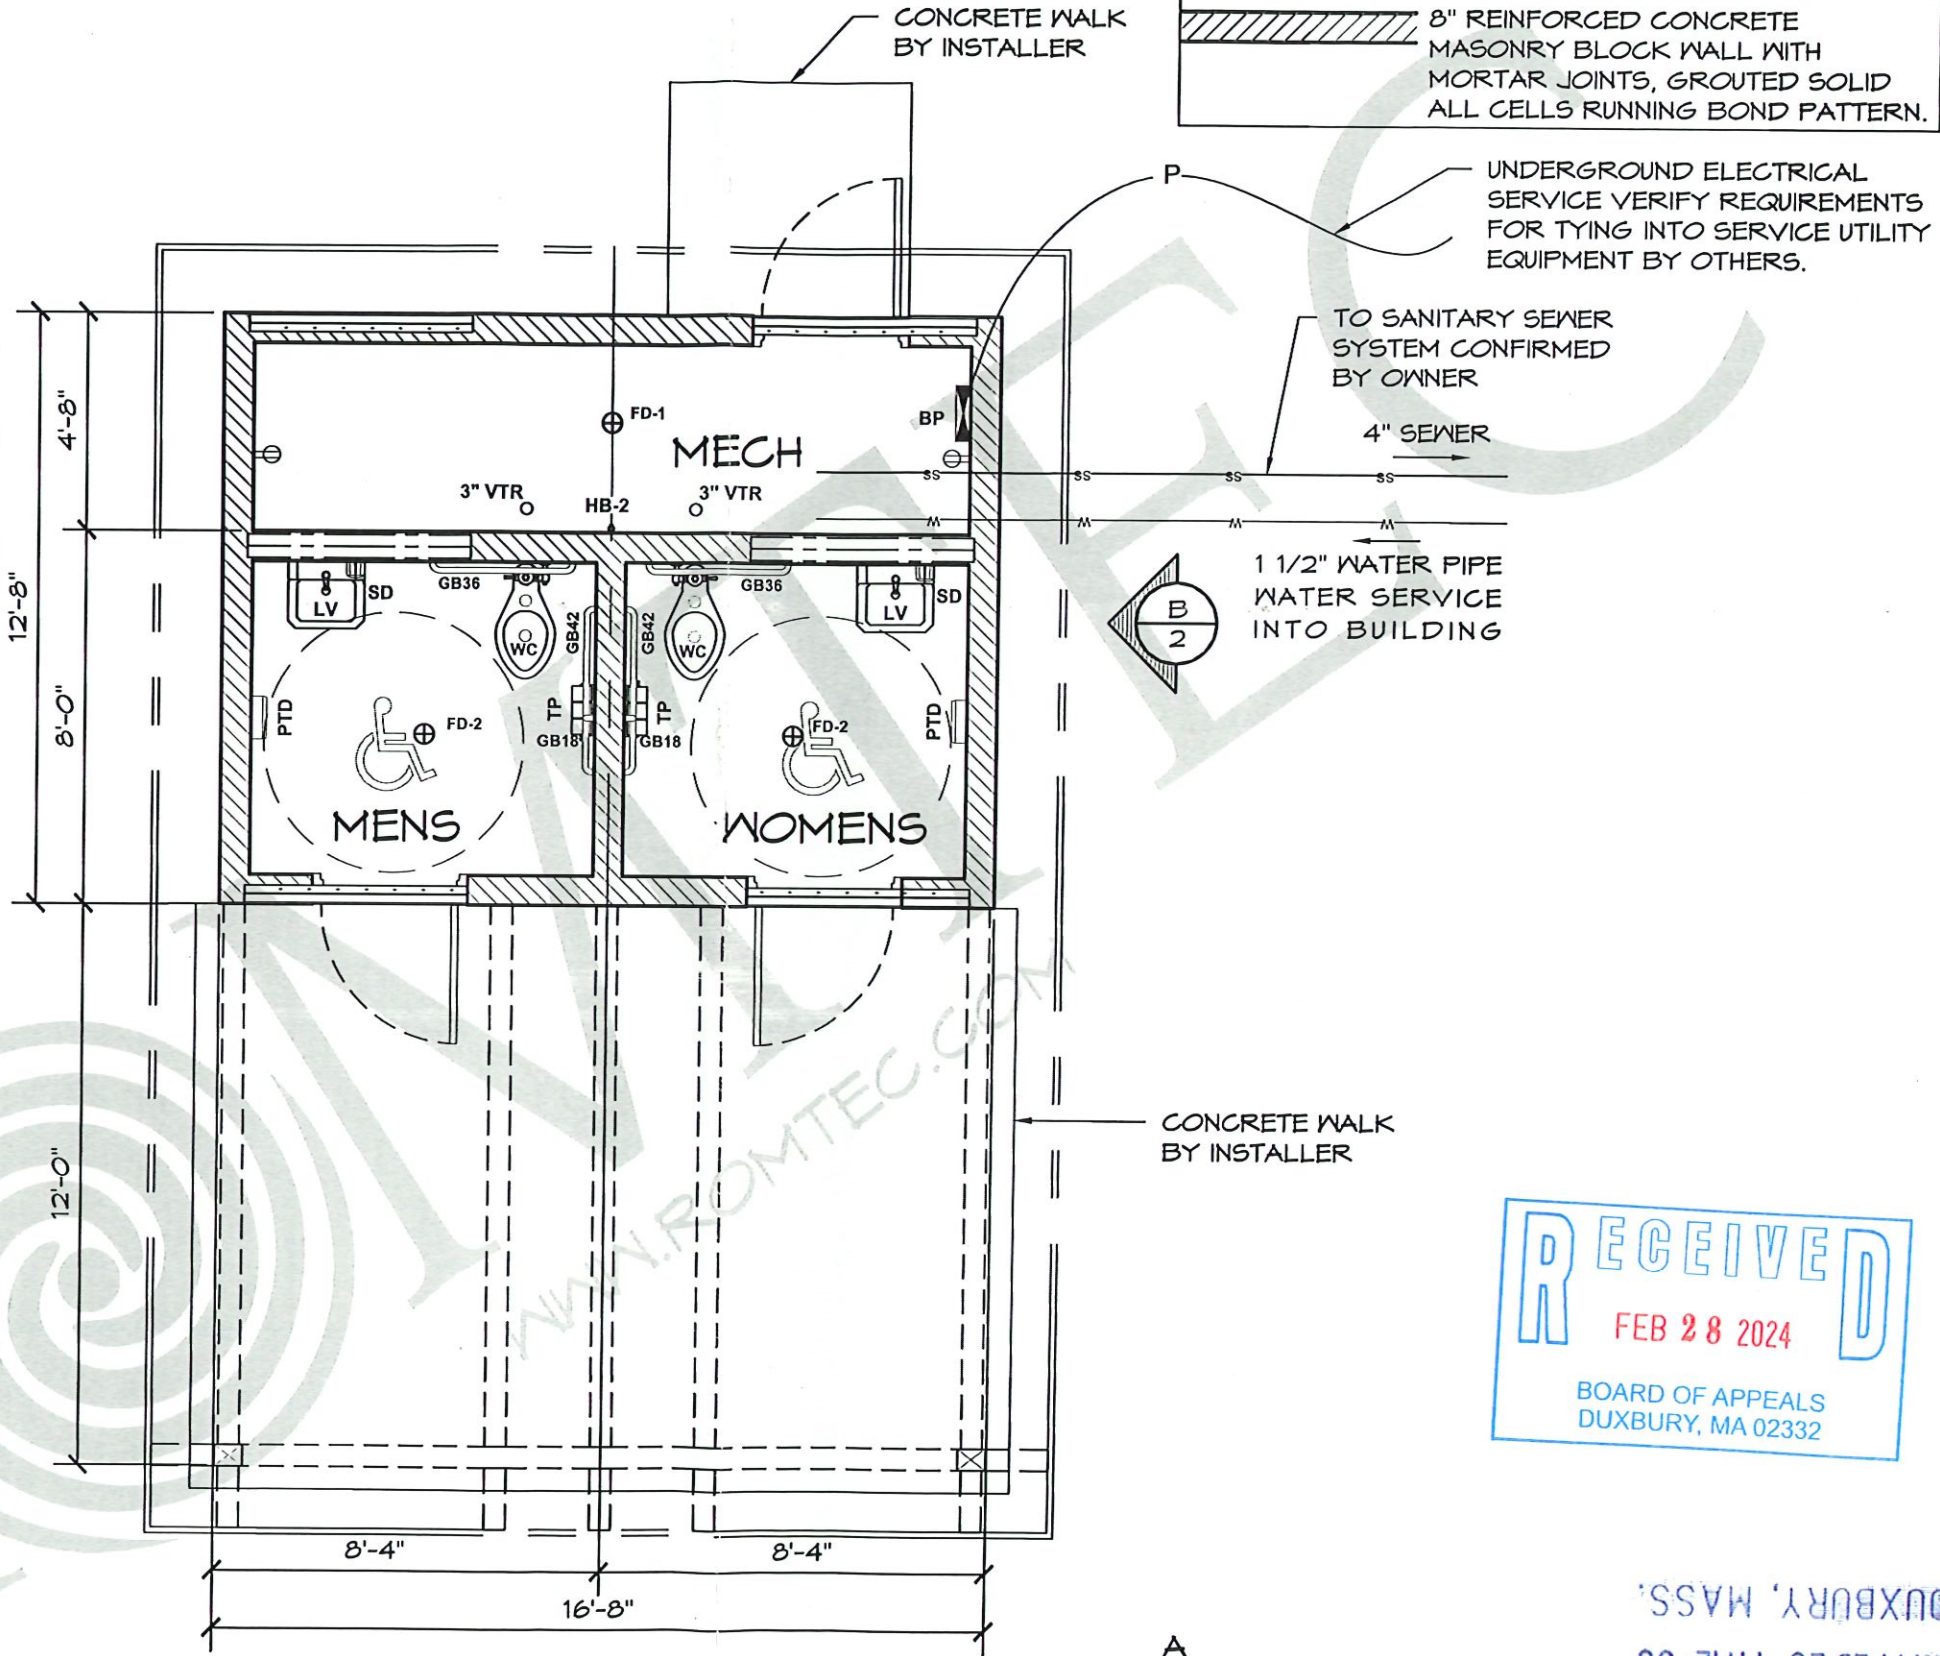 CONCRETE WALK
BY INSTALLER
8" REINFORCED CONCRETE
MASONRY BLOCK WALL WITH
MORTAR JOINTS, GROUTED SOLID
ALL CELLS RUNNING BOND PATTERN.
P
UNDERGROUND ELECTRICAL
SERVICE VERIFY REQUIREMENTS
FOR TYING INTO SERVICE UTILITY
EQUIPMENT BY OTHERS.
TO SANITARY SEWER
SYSTEM CONFIRMED
BY OWNER
4'-8"
FD-1
BP
MECH
4" SEWER
SS SS SS SS
3" VTR
HB-2
3" VTR
W W W W
12'-8"
1 1/2" WATER PIPE
WATER SERVICE
INTO BUILDING
B
2
LV SD GB36 WC GB42 GB42 WC GB36 LV SD
8'-0"
PTD FD-2 TP TP FD-2 PTD
GB18 GB18
MENS
WOMENS
OMTEC
WWW.ROMTEC.COM
12'-0"
CONCRETE WALK
BY INSTALLER
RECEIVED
FEB 28 2024
BOARD OF APPEALS
DUXBURY, MA 02332
8'-4" 8'-4"
16'-8"
A
DUXBURY, MASS.